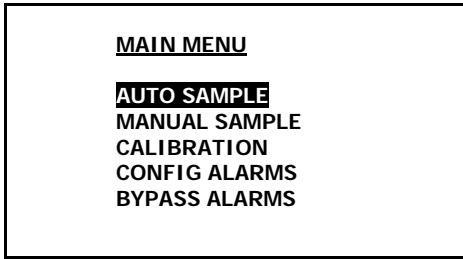 MAIN MENU
AUTO SAMPLE
MANUAL SAMPLE
CALIBRATION
CONFIG ALARMS
BYPASS ALARMS